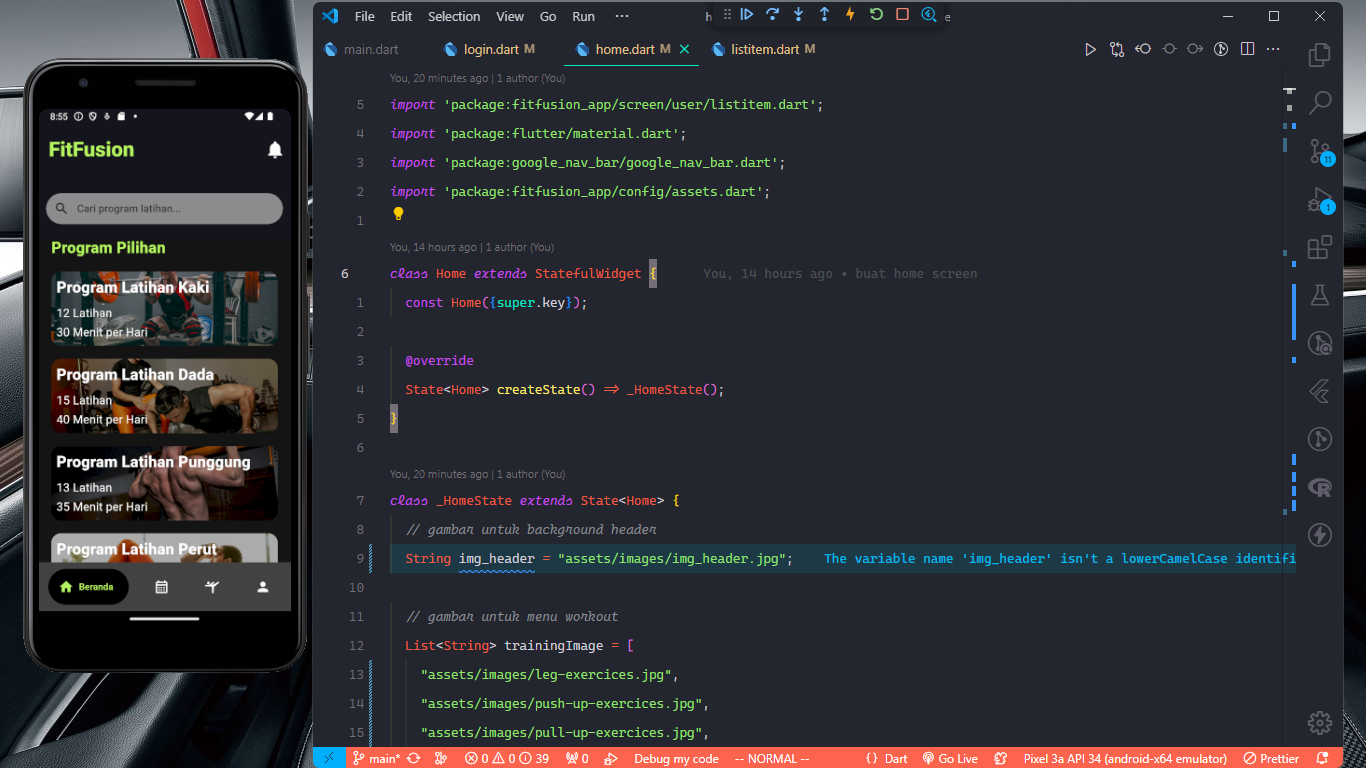 8:55
FitFusion
Cari program latihan...
Program Pilihan
Program Latihan Kaki
12 Latihan
30 Menit per Hari
Program Latihan Dada
15 Latihan
40 Menit per Hari
Program Latihan Punggung
13 Latihan
35 Menit per Hari
Program Latihan Perut
Beranda
File Edit Selection View Go Run ···
main.dart
login.dart M
home.dart M
listitem.dart M
You, 20 minutes ago | 1 author (You)
5 import 'package:fitfusion_app/screen/user/listitem.dart';
4 import 'package:flutter/material.dart';
3 import 'package:google_nav_bar/google_nav_bar.dart';
2 import 'package:fitfusion_app/config/assets.dart';
1
You, 14 hours ago | 1 author (You)
6 class Home extends StatefulWidget { You, 14 hours ago • buat home screen
1 const Home({super.key});
2
3 @override
4 State<Home> createState() => _HomeState();
5 }
6
You, 20 minutes ago | 1 author (You)
7 class _HomeState extends State<Home> {
8 // gambar untuk background header
9 String img_header = "assets/images/img_header.jpg"; The variable name 'img_header' isn't a lowerCamelCase identifi
10
11 // gambar untuk menu workout
12 List<String> trainingImage = [
13 "assets/images/leg-exercices.jpg",
14 "assets/images/push-up-exercices.jpg",
15 "assets/images/pull-up-exercices.jpg",
11
1
main* 0 0 39 0 Debug my code -- NORMAL -- {} Dart Go Live Pixel 3a API 34 (android-x64 emulator) Prettier